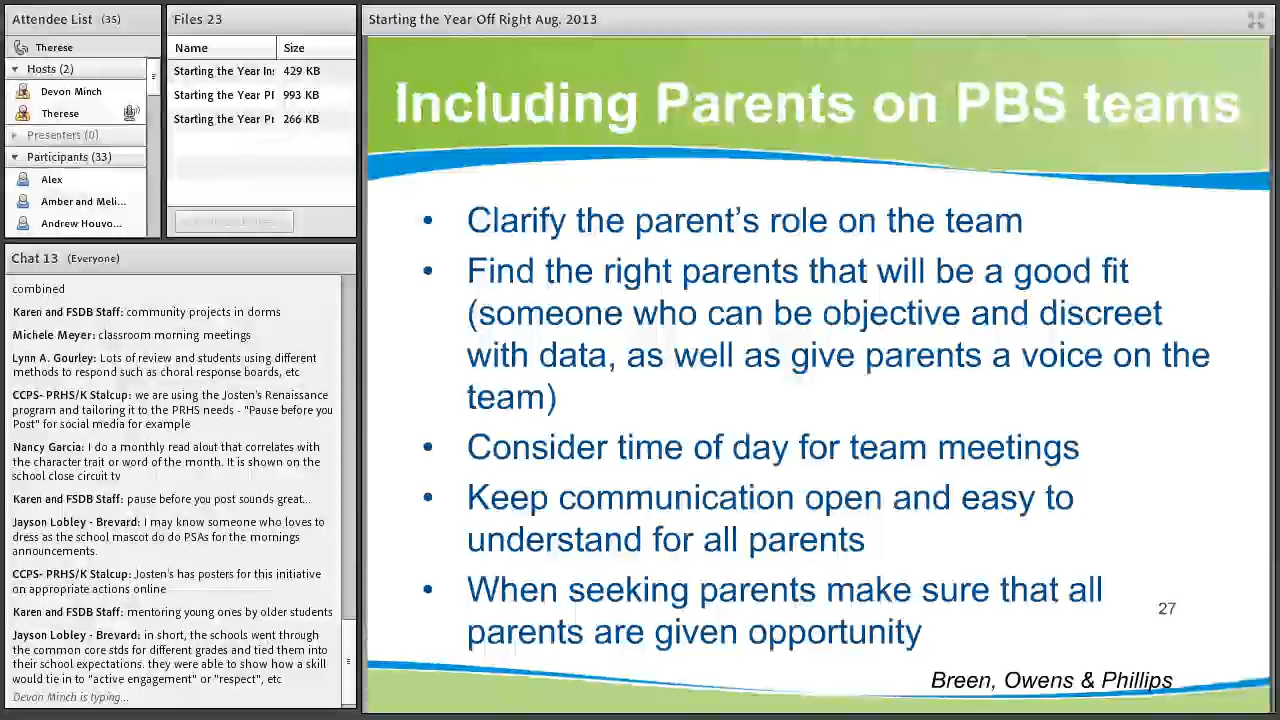 Attendee List (35)
Therese
Hosts (2)
Devon Minch
Therese
Presenters (0)
Participants (33)
Alex
Amber and Meli...
Andrew Houvo...
Files 23
Name Size
Starting the Year In: 429 KB
Starting the Year Pl 993 KB
Starting the Year Pr 266 KB
Chat 13 (Everyone)
combined
Karen and FSDB Staff: community projects in dorms
Michele Meyer: classroom morning meetings
Lynn A. Gourley: Lots of review and students using different
methods to respond such as choral response boards, etc
CCPS- PRHS/K Stalcup: we are using the Josten's Renaissance
program and tailoring it to the PRHS needs - "Pause before you
Post" for social media for example
Nancy Garcia: I do a monthly read alout that correlates with
the character trait or word of the month. It is shown on the
school close circuit tv
Karen and FSDB Staff: pause before you post sounds great...
Jayson Lobley - Brevard: I may know someone who loves to
dress as the school mascot do do PSAs for the mornings
announcements.
CCPS- PRHS/K Stalcup: Josten's has posters for this initiative
on appropriate actions online
Karen and FSDB Staff: mentoring young ones by older students
Jayson Lobley - Brevard: in short, the schools went through
the common core stds for different grades and tied them into
their school expectations. they were able to show how a skill
would tie in to "active engagement" or "respect", etc
Devon Minch is typing...
Starting the Year Off Right Aug. 2013
Including Parents on PBS teams
• Clarify the parent's role on the team
• Find the right parents that will be a good fit
(someone who can be objective and discreet
with data, as well as give parents a voice on the
team)
• Consider time of day for team meetings
• Keep communication open and easy to
understand for all parents
• When seeking parents make sure that all
parents are given opportunity
27
Breen, Owens & Phillips